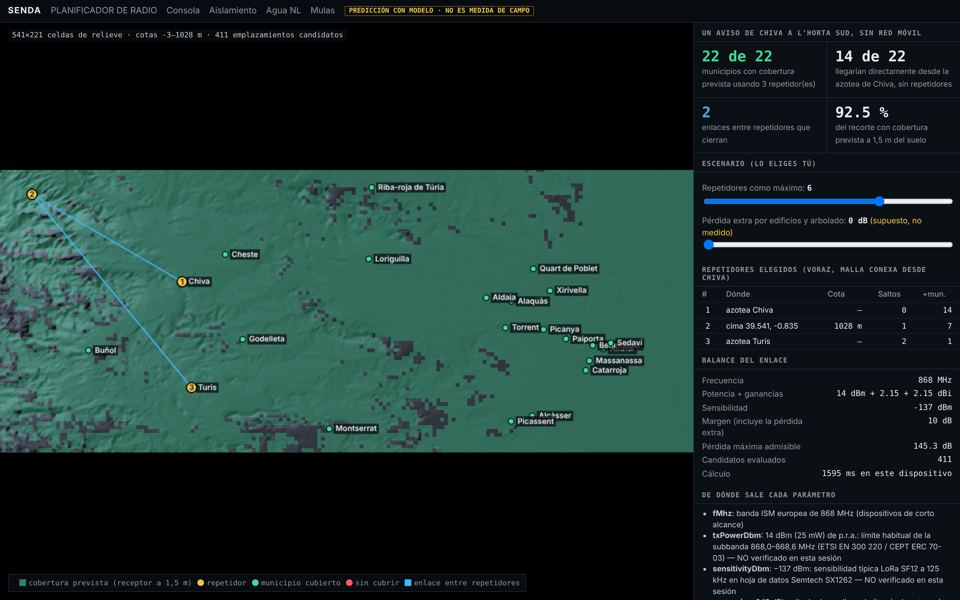 SENDA PLANIFICADOR DE RADIO Consola Aislamiento Agua NL Mulas PREDICCIÓN CON MODELO · NO ES MEDIDA DE CAMPO
541×221 celdas de relieve · cotas -3–1028 m · 411 emplazamientos candidatos
2
Riba-roja de Túria
Cheste
Loriguilla
Quart de Poblet
1 Chiva
Xirivella
Aldaia
Alaquàs
Torrent
Picanya
Godelleta
Paiporta
Sedaví
Buñol
Massanassa
Catarroja
3 Turís
Alcàsser
Picassent
Montserrat
cobertura prevista (receptor a 1,5 m) repetidor municipio cubierto sin cubrir enlace entre repetidores
UN AVISO DE CHIVA A L'HORTA SUD, SIN RED MÓVIL
22 de 22
municipios con cobertura
prevista usando 3 repetidor(es)
14 de 22
llegarían directamente desde la
azotea de Chiva, sin repetidores
2
enlaces entre repetidores que
cierran
92.5 %
del recorte con cobertura
prevista a 1,5 m del suelo
ESCENARIO (LO ELIGES TÚ)
Repetidores como máximo: 6
Pérdida extra por edificios y arbolado: 0 dB (supuesto, no
medido)
REPETIDORES ELEGIDOS (VORAZ, MALLA CONEXA DESDE
CHIVA)
# Dónde Cota Saltos +mun.
1 azotea Chiva — 0 14
2 cima 39.541, -0.835 1028 m 1 7
3 azotea Turís — 2 1
BALANCE DEL ENLACE
Frecuencia 868 MHz
Potencia + ganancias 14 dBm + 2.15 + 2.15 dBi
Sensibilidad -137 dBm
Margen (incluye la pérdida 10 dB
extra)
Pérdida máxima admisible 145.3 dB
Candidatos evaluados 411
Cálculo 1595 ms en este dispositivo
DE DÓNDE SALE CADA PARÁMETRO
• fMhz: banda ISM europea de 868 MHz (dispositivos de corto
alcance)
• txPowerDbm: 14 dBm (25 mW) de p.r.a.: límite habitual de la
subbanda 868,0–868,6 MHz (ETSI EN 300 220 / CEPT ERC 70-
03) — NO verificado en esta sesión
• sensitivityDbm: −137 dBm: sensibilidad típica LoRa SF12 a 125
kHz en hoja de datos Semtech SX1262 — NO verificado en esta
sesión